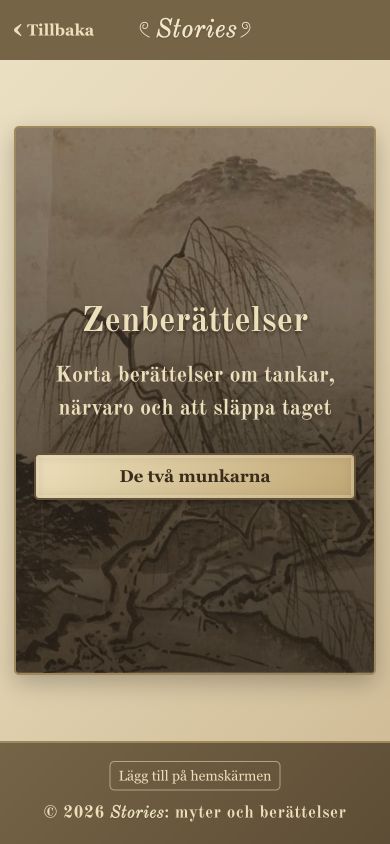 Tillbaka
Stories
Zenberättelser
Korta berättelser om tankar,
närvaro och att släppa taget
De två munkarna
Lägg till på hemskärmen
© 2026 Stories: myter och berättelser